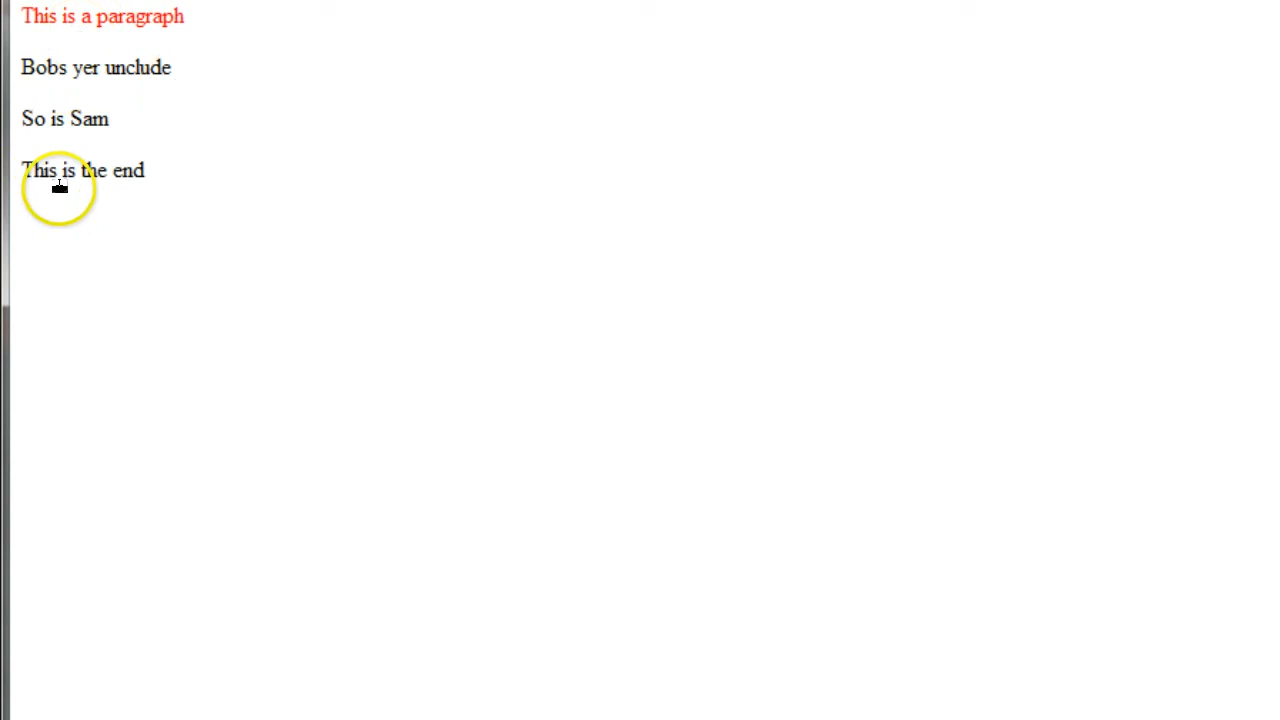 This is a paragraph
Bobs yer unclude
So is Sam
This is the end